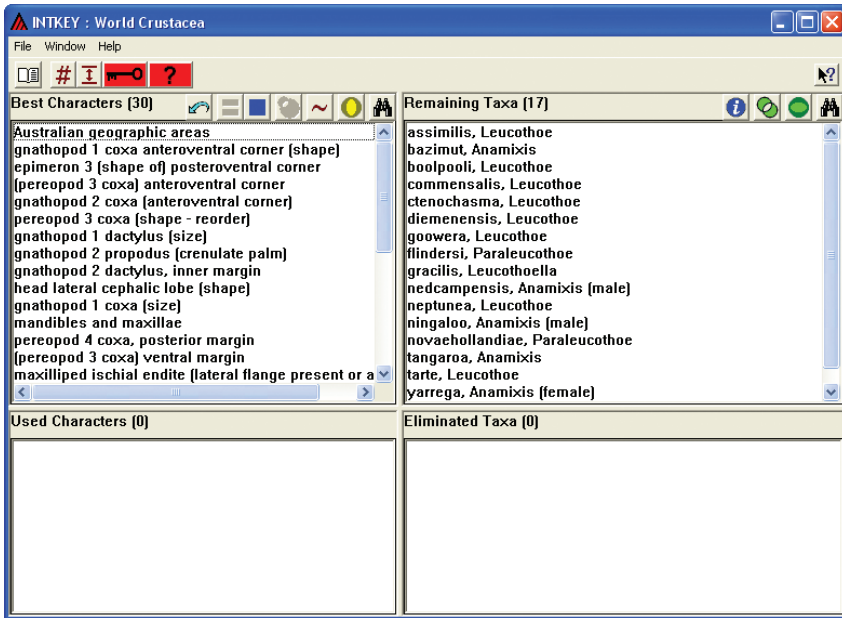 INTKEY : World Crustacea
File Window Help
# ?
?
Best Characters (30)
~
Australian geographic areas
gnathopod 1 coxa anteroventral corner (shape)
epimeron 3 (shape of) posteroventral corner
(pereopod 3 coxa) anteroventral corner
gnathopod 2 coxa (anteroventral corner)
pereopod 3 coxa (shape - reorder)
gnathopod 1 dactylus (size)
gnathopod 2 propodus (crenulate palm)
gnathopod 2 dactylus, inner margin
head lateral cephalic lobe (shape)
gnathopod 1 coxa (size)
mandibles and maxillae
pereopod 4 coxa, posterior margin
(pereopod 3 coxa) ventral margin
maxilliped ischial endite (lateral flange present or a
Remaining Taxa (17)
i
assimilis, Leucothoe
bazimut, Anamixis
boolpooli, Leucothoe
commensalis, Leucothoe
ctenochasma, Leucothoe
diemenensis, Leucothoe
goowera, Leucothoe
flindersi, Paraleucothoe
gracilis, Leucothoella
nedcampensis, Anamixis (male)
neptunea, Leucothoe
ningaloo, Anamixis (male)
novaehollandiae, Paraleucothoe
tangaroa, Anamixis
tarte, Leucothoe
yarrega, Anamixis (female)
Used Characters (0)
Eliminated Taxa (0)